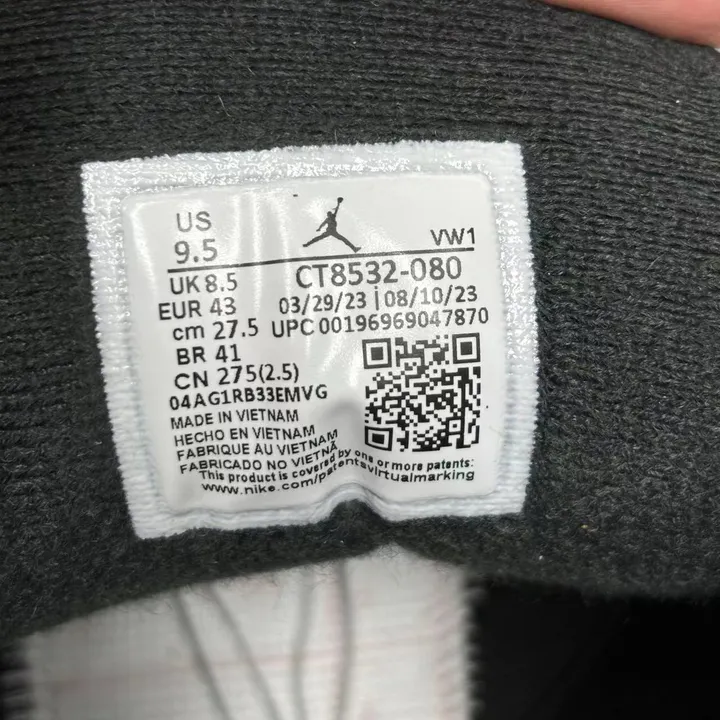 US
9.5
VW1
UK 8.5
CT8532-080
EUR 43
03/29/23 | 08/10/23
cm 27.5
UPC 00196969047870
BR 41
CN 275(2.5)
04AG1RB33EMVG
MADE IN VIETNAM
HECHO EN VIETNAM
FABRIQUE AU VIETNAM
FABRICADO NO VIETNÃ
This product is covered by one or more patents:
www.nike.com/patentsvirtualmarking